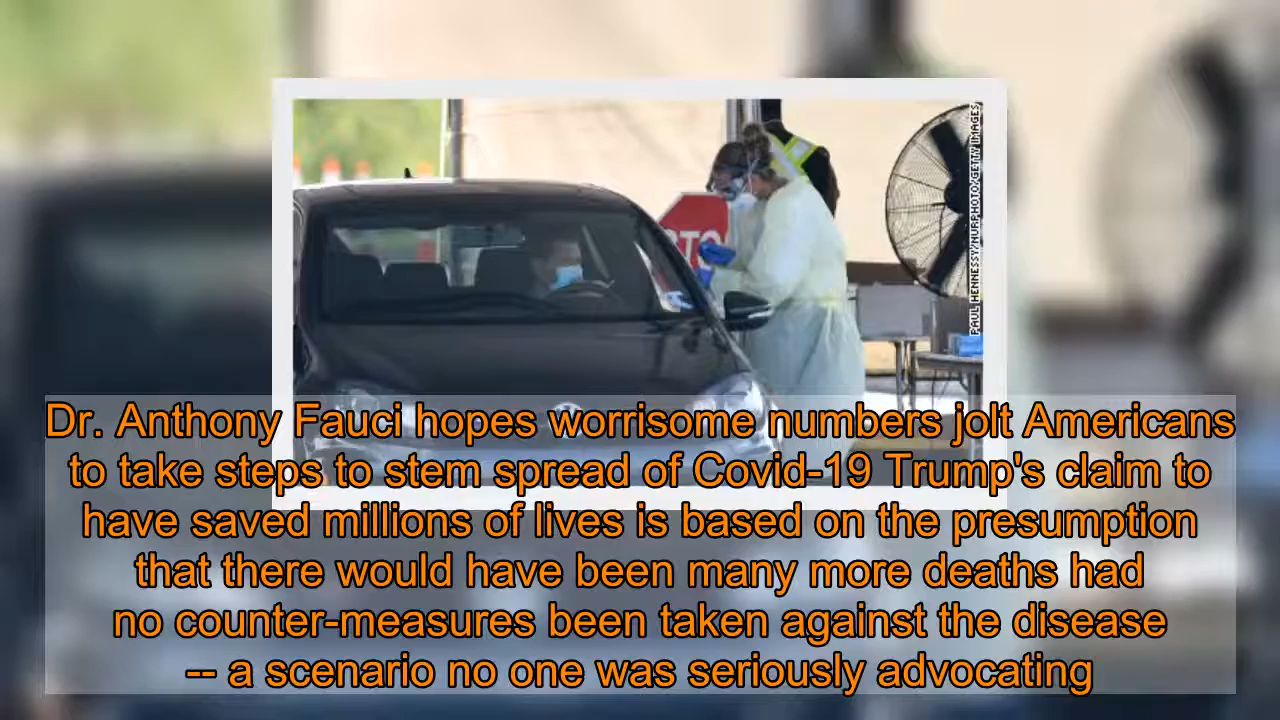 PAUL HENNESSY/NURPHOTO/GETTY IMAGES
STO
Dr. Anthony Fauci hopes worrisome numbers jolt Americans
to take steps to stem spread of Covid-19 Trump's claim to
have saved millions of lives is based on the presumption
that there would have been many more deaths had
no counter-measures been taken against the disease
-- a scenario no one was seriously advocating